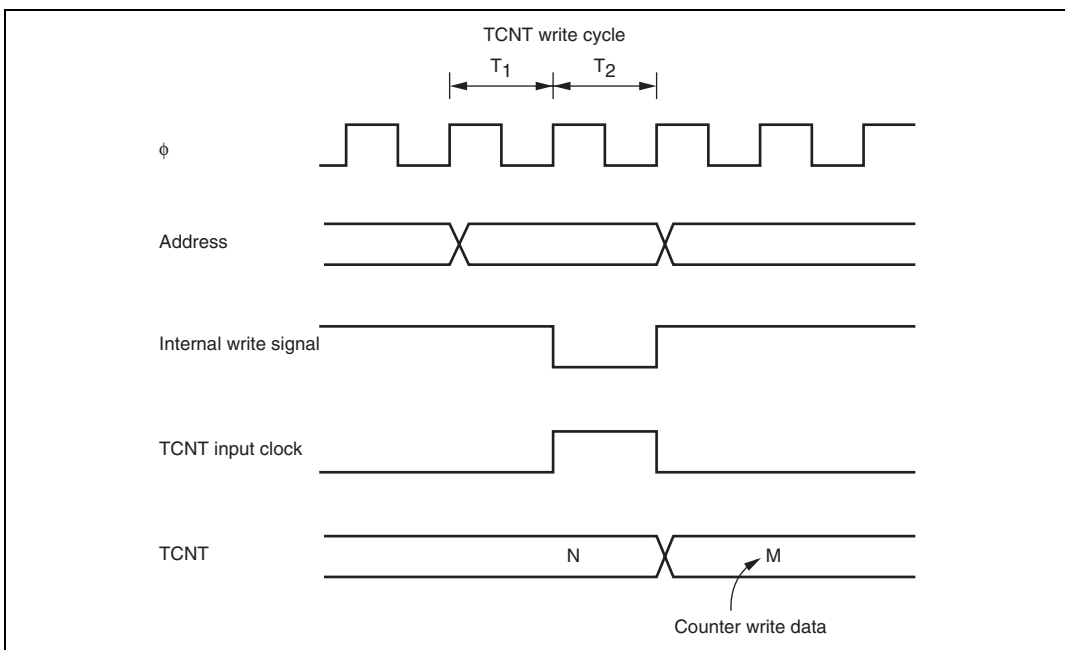 TCNT write cycle
T1 T2
ϕ
Address
Internal write signal
TCNT input clock
TCNT N M
Counter write data